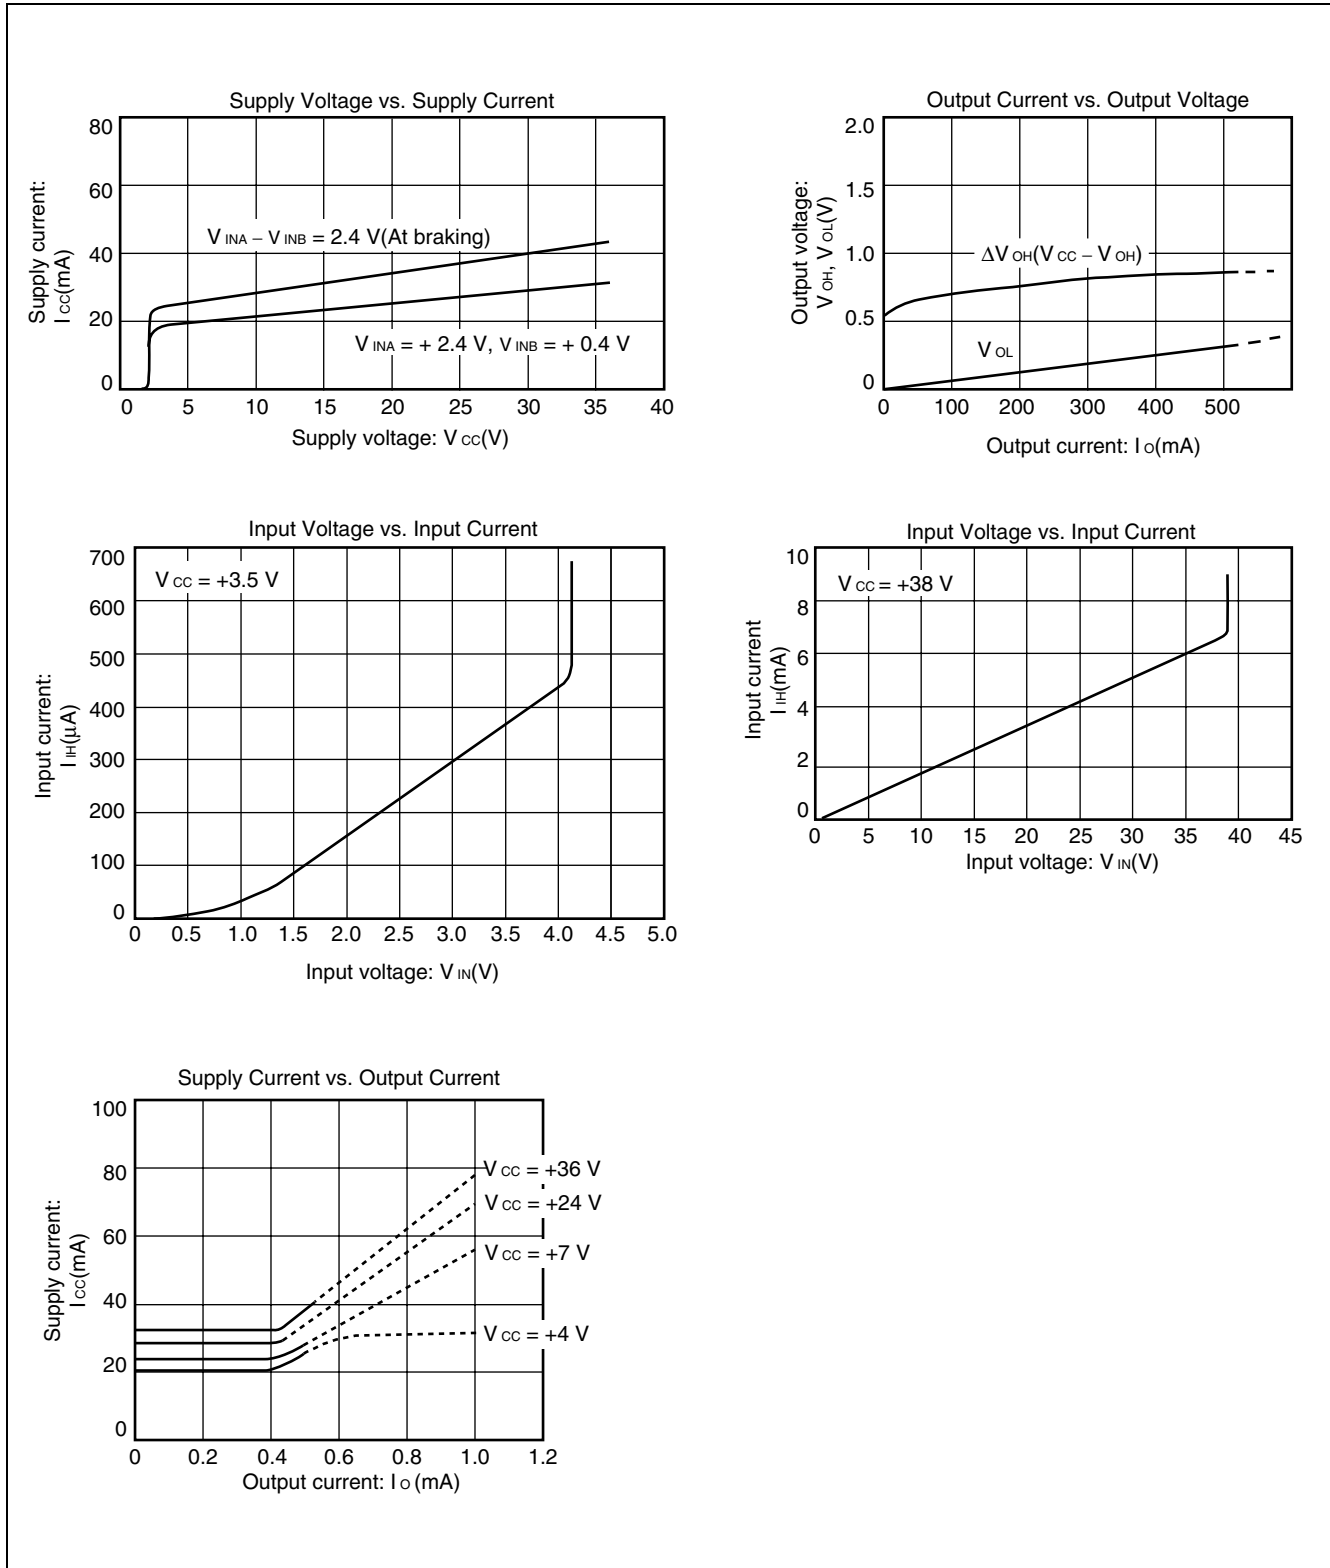 Supply Voltage vs. Supply Current
80
60
40
20
0
Supply current:
I CC(mA)
V INA – V INB = 2.4 V(At braking)
V INA = + 2.4 V, V INB = + 0.4 V
0 5 10 15 20 25 30 35 40
Supply voltage: V CC(V)
Output Current vs. Output Voltage
2.0
1.5
1.0
0.5
0
Output voltage:
V OH, V OL(V)
ΔV OH(V CC – V OH)
V OL
0 100 200 300 400 500
Output current: I O(mA)
Input Voltage vs. Input Current
700
600
500
400
300
200
100
0
Input current:
I IH(μA)
V CC = +3.5 V
0 0.5 1.0 1.5 2.0 2.5 3.0 3.5 4.0 4.5 5.0
Input voltage: V IN(V)
Input Voltage vs. Input Current
10
8
6
4
2
0
Input current
I IH(mA)
V CC = +38 V
0 5 10 15 20 25 30 35 40 45
Input voltage: V IN(V)
Supply Current vs. Output Current
100
80
60
40
20
0
Supply current:
I CC(mA)
V CC = +36 V
V CC = +24 V
V CC = +7 V
V CC = +4 V
0 0.2 0.4 0.6 0.8 1.0 1.2
Output current: I O (mA)